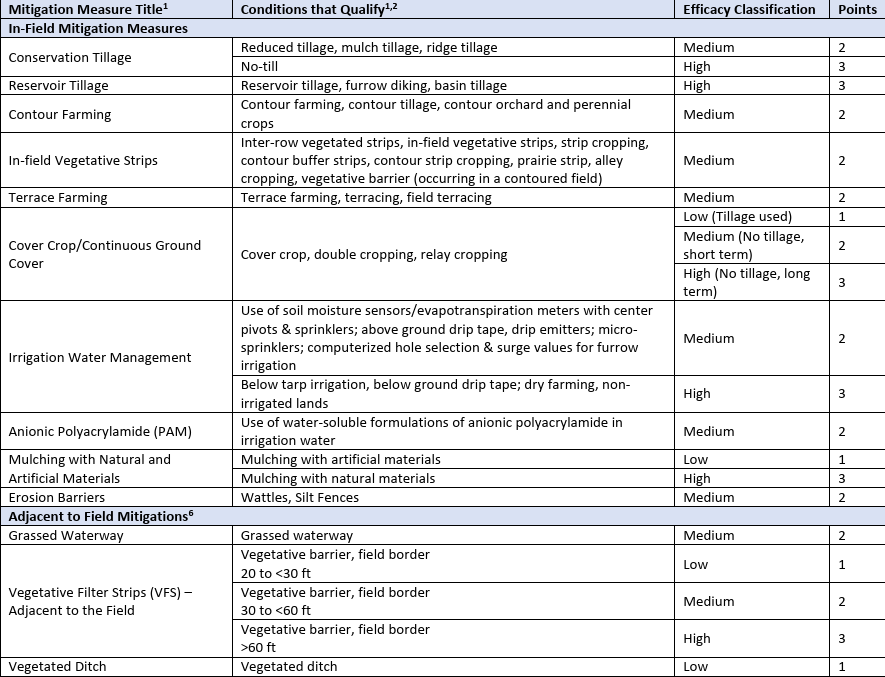 Mitigation Measure Title1 Conditions that Qualify1,2 Efficacy Classification Points
In-Field Mitigation Measures
Conservation Tillage
Reduced tillage, mulch tillage, ridge tillage Medium 2
No-till High 3
Reservoir Tillage Reservoir tillage, furrow diking, basin tillage High 3
Contour Farming
Contour farming, contour tillage, contour orchard and perennial
crops
Medium 2
In-field Vegetative Strips
Inter-row vegetated strips, in-field vegetative strips, strip cropping,
contour buffer strips, contour strip cropping, prairie strip, alley
cropping, vegetative barrier (occurring in a contoured field)
Medium 2
Terrace Farming Terrace farming, terracing, field terracing Medium 2
Cover Crop/Continuous Ground
Cover
Cover crop, double cropping, relay cropping
Low (Tillage used) 1
Medium (No tillage,
short term)
2
High (No tillage, long
term)
3
Irrigation Water Management
Use of soil moisture sensors/evapotranspiration meters with center
pivots & sprinklers; above ground drip tape, drip emitters; micro-
sprinklers; computerized hole selection & surge values for furrow
irrigation
Medium 2
Below tarp irrigation, below ground drip tape; dry farming, non-
irrigated lands
High 3
Anionic Polyacrylamide (PAM)
Use of water-soluble formulations of anionic polyacrylamide in
irrigation water
Medium 2
Mulching with Natural and
Artificial Materials
Mulching with artificial materials Low 1
Mulching with natural materials High 3
Erosion Barriers Wattles, Silt Fences Medium 2
Adjacent to Field Mitigations6
Grassed Waterway Grassed waterway Medium 2
Vegetative Filter Strips (VFS) –
Adjacent to the Field
Vegetative barrier, field border
20 to <30 ft
Low 1
Vegetative barrier, field border
30 to <60 ft
Medium 2
Vegetative barrier, field border
>60 ft
High 3
Vegetated Ditch Vegetated ditch Low 1